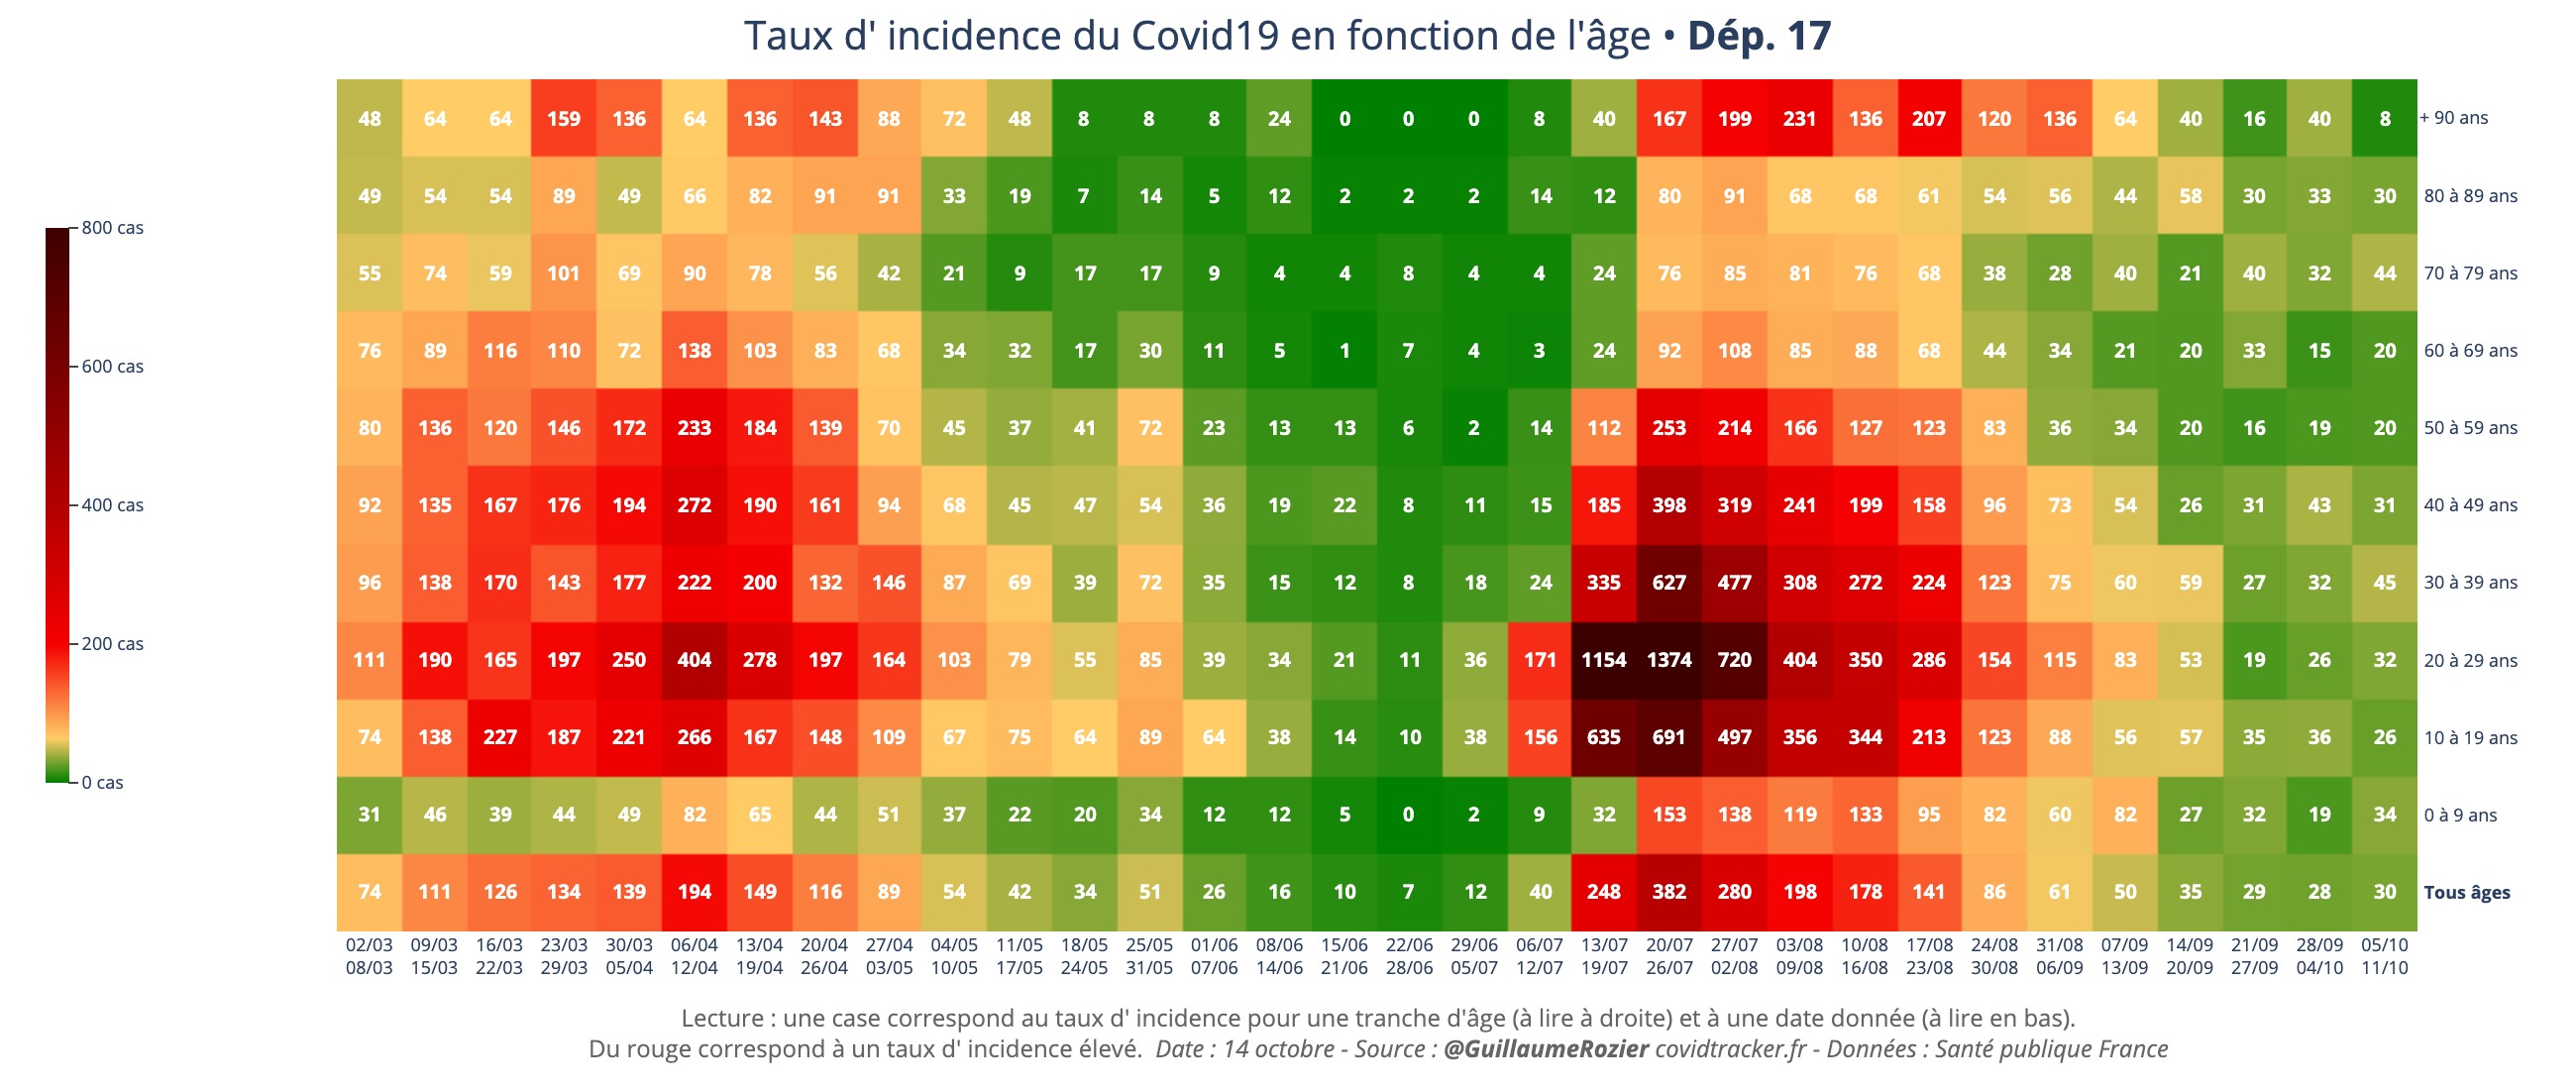 Taux d' incidence du Covid19 en fonction de l'âge • Dép. 17
800 cas
600 cas
400 cas
200 cas
0 cas
48 64 64 159 136 64 136 143 88 72 48 8 8 8 24 0 0 0 8 40 167 199 231 136 207 120 136 64 40 16 40 8 + 90 ans
49 54 54 89 49 66 82 91 91 33 19 7 14 5 12 2 2 2 14 12 80 91 68 68 61 54 56 44 58 30 33 30 80 à 89 ans
55 74 59 101 69 90 78 56 42 21 9 17 17 9 4 4 8 4 4 24 76 85 81 76 68 38 28 40 21 40 32 44 70 à 79 ans
76 89 116 110 72 138 103 83 68 34 32 17 30 11 5 1 7 4 3 24 92 108 85 88 68 44 34 21 20 33 15 20 60 à 69 ans
80 136 120 146 172 233 184 139 70 45 37 41 72 23 13 13 6 2 14 112 253 214 166 127 123 83 36 34 20 16 19 20 50 à 59 ans
92 135 167 176 194 272 190 161 94 68 45 47 54 36 19 22 8 11 15 185 398 319 241 199 158 96 73 54 26 31 43 31 40 à 49 ans
96 138 170 143 177 222 200 132 146 87 69 39 72 35 15 12 8 18 24 335 627 477 308 272 224 123 75 60 59 27 32 45 30 à 39 ans
111 190 165 197 250 404 278 197 164 103 79 55 85 39 34 21 11 36 171 1154 1374 720 404 350 286 154 115 83 53 19 26 32 20 à 29 ans
74 138 227 187 221 266 167 148 109 67 75 64 89 64 38 14 10 38 156 635 691 497 356 344 213 123 88 56 57 35 36 26 10 à 19 ans
31 46 39 44 49 82 65 44 51 37 22 20 34 12 12 5 0 2 9 32 153 138 119 133 95 82 60 82 27 32 19 34 0 à 9 ans
74 111 126 134 139 194 149 116 89 54 42 34 51 26 16 10 7 12 40 248 382 280 198 178 141 86 61 50 35 29 28 30 Tous âges
02/03 09/03 16/03 23/03 30/03 06/04 13/04 20/04 27/04 04/05 11/05 18/05 25/05 01/06 08/06 15/06 22/06 29/06 06/07 13/07 20/07 27/07 03/08 10/08 17/08 24/08 31/08 07/09 14/09 21/09 28/09 05/10
08/03 15/03 22/03 29/03 05/04 12/04 19/04 26/04 03/05 10/05 17/05 24/05 31/05 07/06 14/06 21/06 28/06 05/07 12/07 19/07 26/07 02/08 09/08 16/08 23/08 30/08 06/09 13/09 20/09 27/09 04/10 11/10
Lecture : une case correspond au taux d' incidence pour une tranche d'âge (à lire à droite) et à une date donnée (à lire en bas).
Du rouge correspond à un taux d' incidence élevé. Date : 14 octobre - Source : @GuillaumeRozier covidtracker.fr - Données : Santé publique France